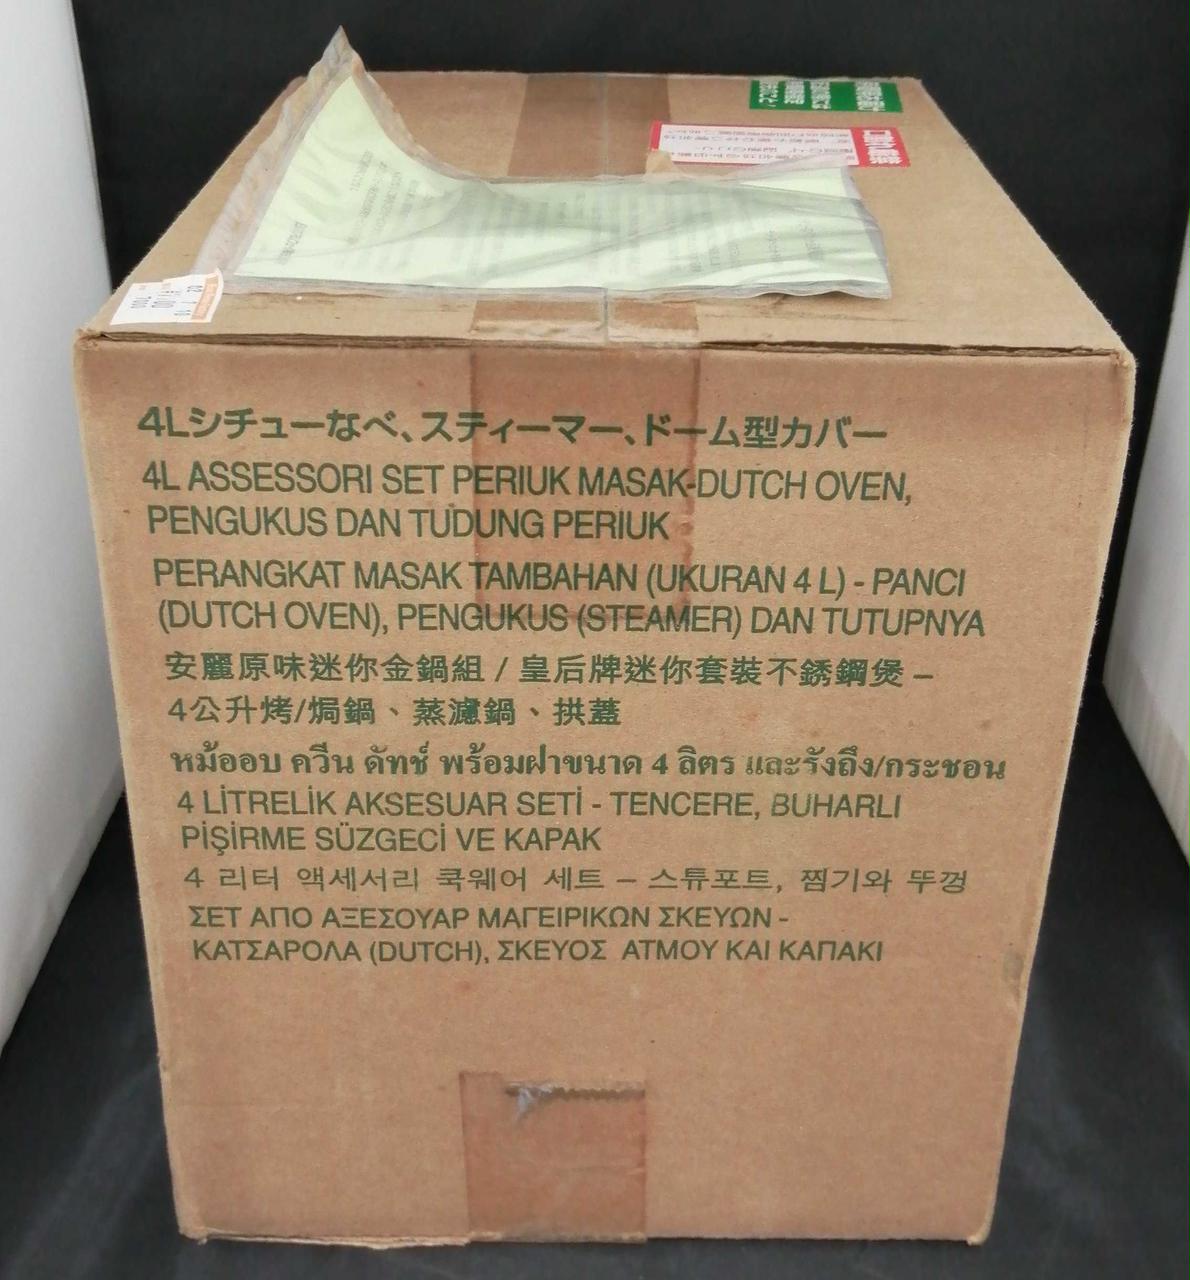 4Lシチューなべ、スティーマー、ドーム型カバー
4L ASSESSORI SET PERIUK MASAK-DUTCH OVEN,
PENGUKUS DAN TUDUNG PERIUK
PERANGKAT MASAK TAMBAHAN (UKURAN 4 L) - PANCI
(DUTCH OVEN), PENGUKUS (STEAMER) DAN TUTUPNYA
安麗原味迷你金鍋組 / 皇后牌迷你套裝不銹鋼煲 –
4公升烤/焗鍋、蒸濾鍋、拱蓋
หม้ออบ ควีน ดัทช์ พร้อมฝาขนาด 4 ลิตร และรังถึง/กระชอน
4 LİTRELİK AKSESUAR SETİ - TENCERE, BUHARLI
PİŞİRME SÜZGECİ VE KAPAK
4 리터 액세서리 쿡웨어 세트 – 스튜포트, 찜기와 뚜껑
ΣΕΤ ΑΠΟ ΑΞΕΣΟΥΑΡ ΜΑΓΕΙΡΙΚΩΝ ΣΚΕΥΩΝ -
ΚΑΤΣΑΡΟΛΑ (DUTCH), ΣΚΕΥΟΣ ΑΤΜΟΥ ΚΑΙ ΚΑΠΑΚΙ